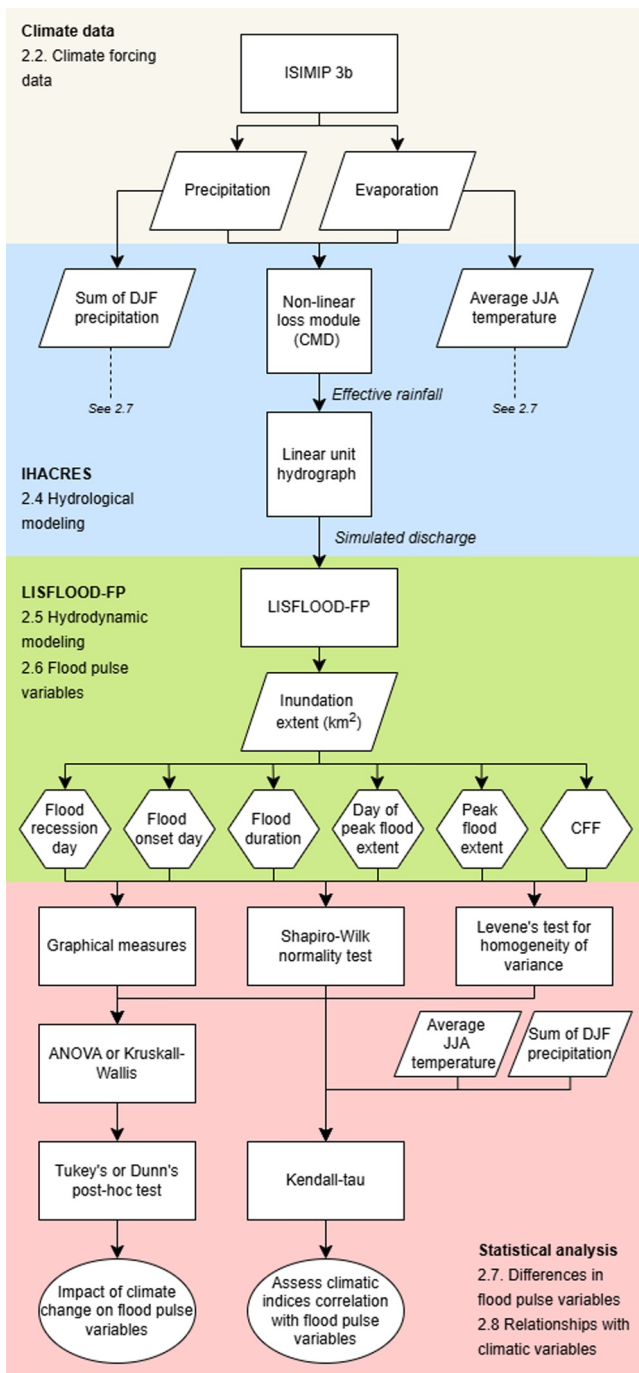 Climate data
2.2. Climate forcing
data
ISIMIP 3b
Precipitation
Evaporation
Sum of DJF
precipitation
Non-linear
loss module
(CMD)
Average JJA
temperature
See 2.7
Effective rainfall
See 2.7
Linear unit
hydrograph
IHACRES
2.4 Hydrological
modeling
Simulated discharge
LISFLOOD-FP
2.5 Hydrodynamic
modeling
2.6 Flood pulse
variables
LISFLOOD-FP
Inundation
extent (km²)
Flood
recession
day
Flood
onset day
Flood
duration
Day of
peak flood
extent
Peak
flood
extent
CFF
Graphical measures
Shapiro-Wilk
normality test
Levene's test for
homogeneity of
variance
ANOVA or Kruskall-
Wallis
Average
JJA
temperature
Sum of DJF
precipitation
Tukey's or Dunn's
post-hoc test
Kendall-tau
Impact of climate
change on flood pulse
variables
Assess climatic
indices correlation
with flood pulse
variables
Statistical analysis
2.7. Differences in
flood pulse variables
2.8 Relationships with
climatic variables